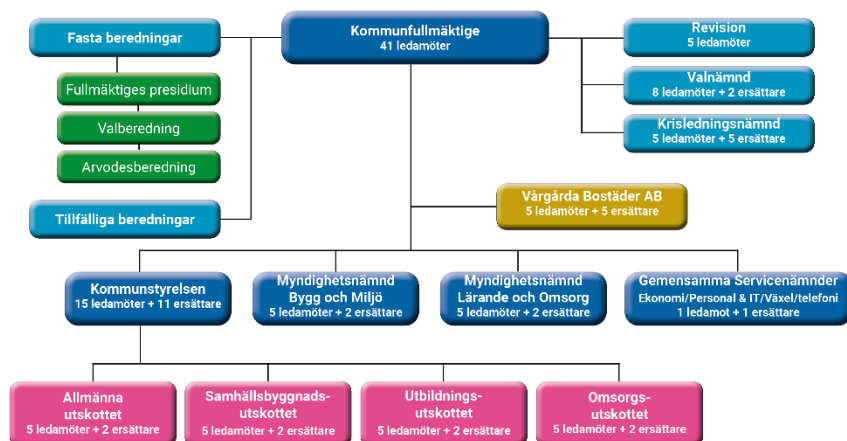 Fasta beredningar
Kommunfullmäktige
41 ledamöter
Revision
5 ledamöter
Fullmäktiges presidium
Valnämnd
8 ledamöter + 2 ersättare
Valberedning
Krisledningsnämnd
5 ledamöter + 5 ersättare
Arvodesberedning
Tillfälliga beredningar
Vårgårda Bostäder AB
5 ledamöter + 5 ersättare
Kommunstyrelsen
15 ledamöter + 11 ersättare
Myndighetsnämnd
Bygg och Miljö
5 ledamöter + 2 ersättare
Myndighetsnämnd
Lärande och Omsorg
5 ledamöter + 2 ersättare
Gemensamma Servicenämnder
Ekonomi/Personal & IT/Växel/telefoni
1 ledamot + 1 ersättare
Allmänna
utskottet
5 ledamöter + 2 ersättare
Samhällsbyggnads-
utskottet
5 ledamöter + 2 ersättare
Utbildnings-
utskottet
5 ledamöter + 2 ersättare
Omsorgs-
utskottet
5 ledamöter + 2 ersättare